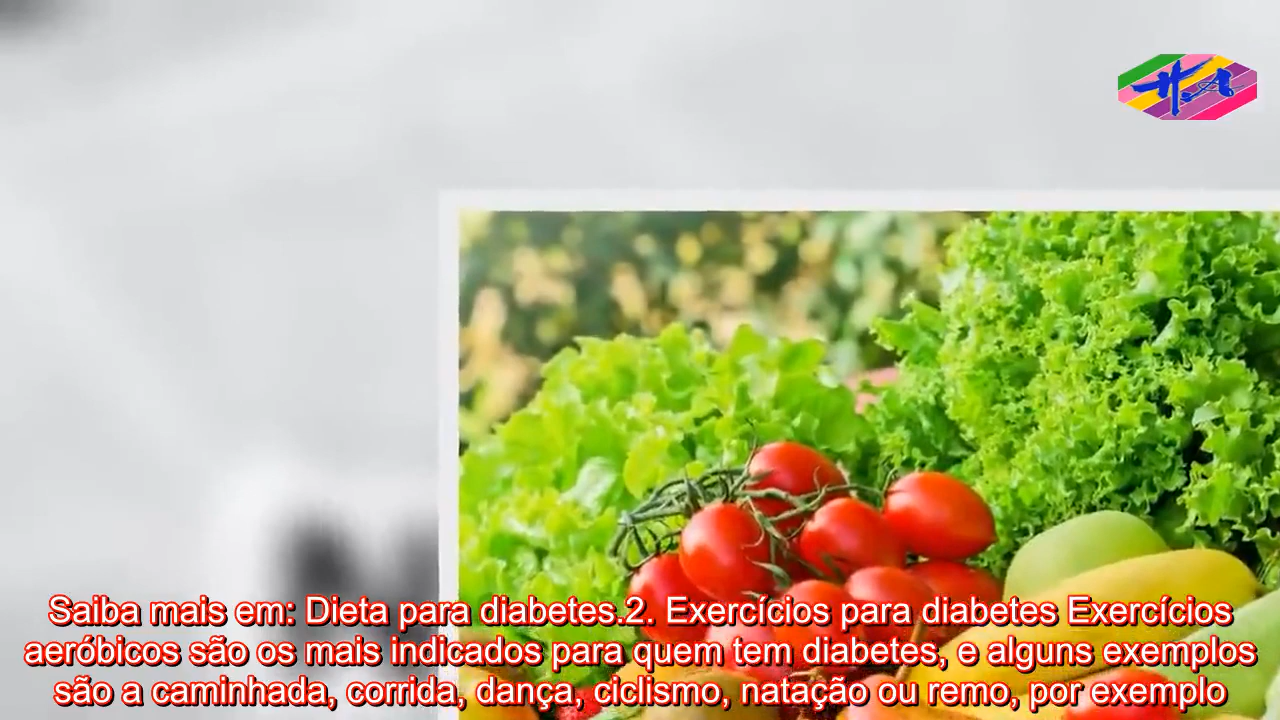 H.A
Saiba mais em: Dieta para diabetes.2. Exercícios para diabetes Exercícios
aeróbicos são os mais indicados para quem tem diabetes, e alguns exemplos
são a caminhada, corrida, dança, ciclismo, natação ou remo, por exemplo